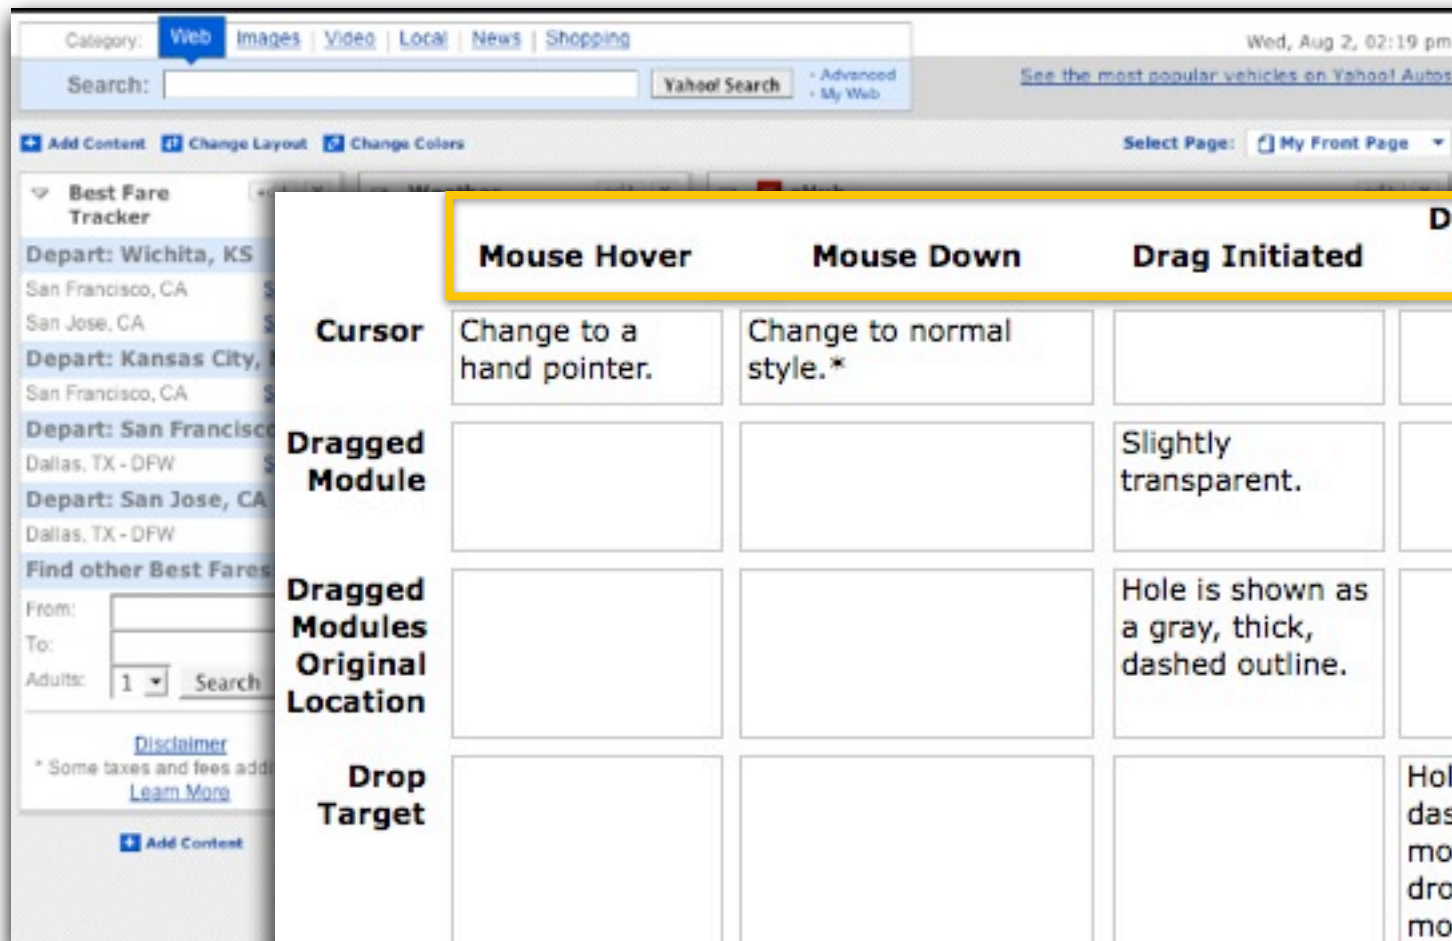 Category: Web Images | Video | Local | News | Shopping
Wed, Aug 2, 02:19 pm
Search: Yahoo! Search
• Advanced
• My Web
See the most popular vehicles on Yahoo! Autos
Add Content Change Layout Change Colors
Select Page: My Front Page
Best Fare
Tracker
Weather
Depart: Wichita, KS
San Francisco, CA
San Jose, CA
Depart: Kansas City,
San Francisco, CA
Depart: San Francisco
Dallas, TX - DFW
Depart: San Jose, CA
Dallas, TX - DFW
Find other Best Fares
From:
To:
Adults: 1 Search
Disclaimer
* Some taxes and fees
Learn More
Add Content
Mouse Hover Mouse Down Drag Initiated
Cursor
Change to a
hand pointer.
Change to normal
style.*
Dragged
Module
Slightly
transparent.
Dragged
Modules
Original
Location
Hole is shown as
a gray, thick,
dashed outline.
Drop
Target